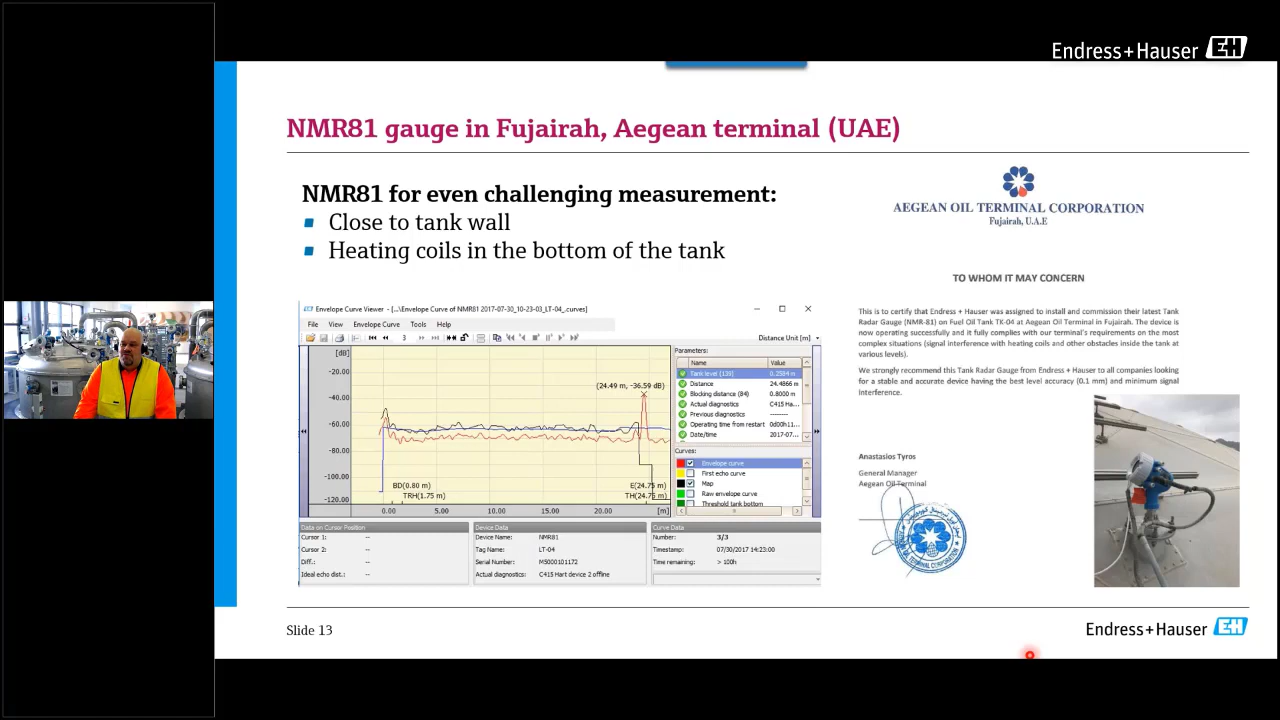 Endress+Hauser EH
NMR81 gauge in Fujairah, Aegean terminal (UAE)
NMR81 for even challenging measurement:
Close to tank wall
Heating coils in the bottom of the tank
AEGEAN OIL TERMINAL CORPORATION
Fujairah, U.A.E
TO WHOM IT MAY CONCERN
This is to certify that Endress + Hauser was assigned to install and commission their latest Tank
Radar Gauge (NMR-81) on Fuel Oil Tank TK-04 at Aegean Oil Terminal in Fujairah. The device is
now operating successfully and it fully complies with our terminal's requirements on the most
complex situations (signal interference with heating coils and other obstacles inside the tank at
various levels).
We strongly recommend this Tank Radar Gauge from Endress + Hauser to all companies looking
for a stable and accurate device having the best level accuracy (0.1 mm) and minimum signal
interference.
Anastasios Tyros
General Manager
Aegean Oil Terminal
Envelope Curve Viewer - [...\Envelope Curve of NMR81 2017-07-30_10-23-03_LT-04_.curves]
File View Envelope Curve Tools Help
3
Distance Unit [m]
[dB]
-20.00
-40.00
-60.00
-80.00
-100.00
-120.00
(24.49 m, -36.59 dB)
BD(0.80 m)
TRH(1.75 m)
E(24.75 m)
TH(24.75 m)
0.00 5.00 10.00 15.00 20.00 [m]
Parameters:
Name Value
Tank level (139) 0.2584 m
Distance 24.4866 m
Blocking distance (84) 0.8000 m
Actual diagnostics C415 Ha...
Previous diagnostics --------
Operating time from restart 0d00h11...
Date/time 2017-07...
Curves:
Envelope curve
First echo curve
Map
Raw envelope curve
Threshold tank bottom
Data on Cursor Position
Cursor 1: --
Cursor 2: --
Diff.: --
Ideal echo dist.: --
Device Data
Device Name: NMR81
Tag Name: LT-04
Serial Number: M5000101172
Actual diagnostics: C415 Hart device 2 offline
Curve Data
Number: 3/3
Timestamp: 07/30/2017 14:23:00
Time remaining: > 100h
Slide 13
Endress+Hauser EH